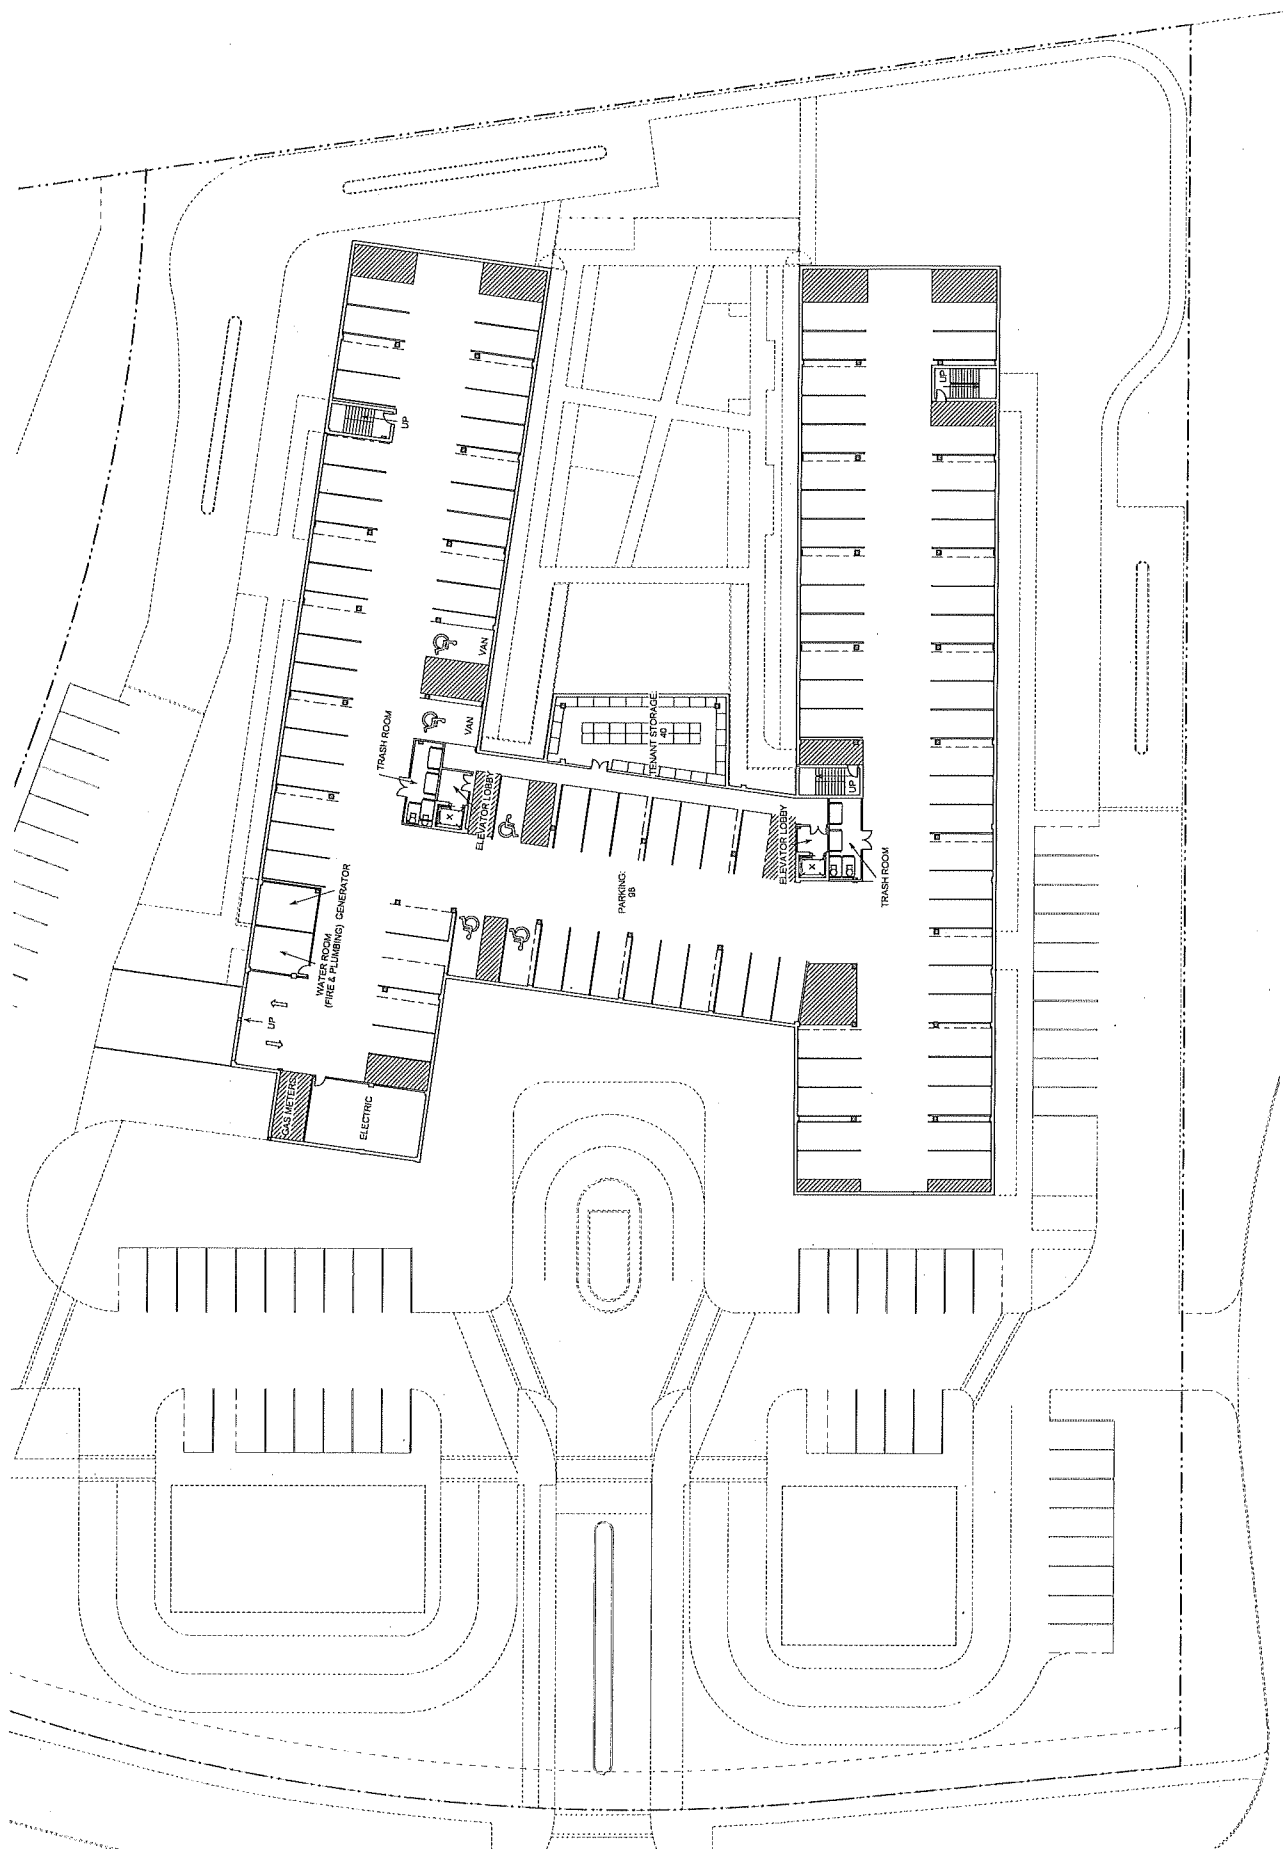 UP
UP
VAN
VAN
TRASH ROOM
TENANT STORAGE:
40
ELEVATOR LOBBY
UP
ELEVATOR LOBBY
TRASH ROOM
PARKING:
98
GENERATOR
WATER ROOM
(FIRE & PLUMBING)
UP
GAS METERS
ELECTRIC